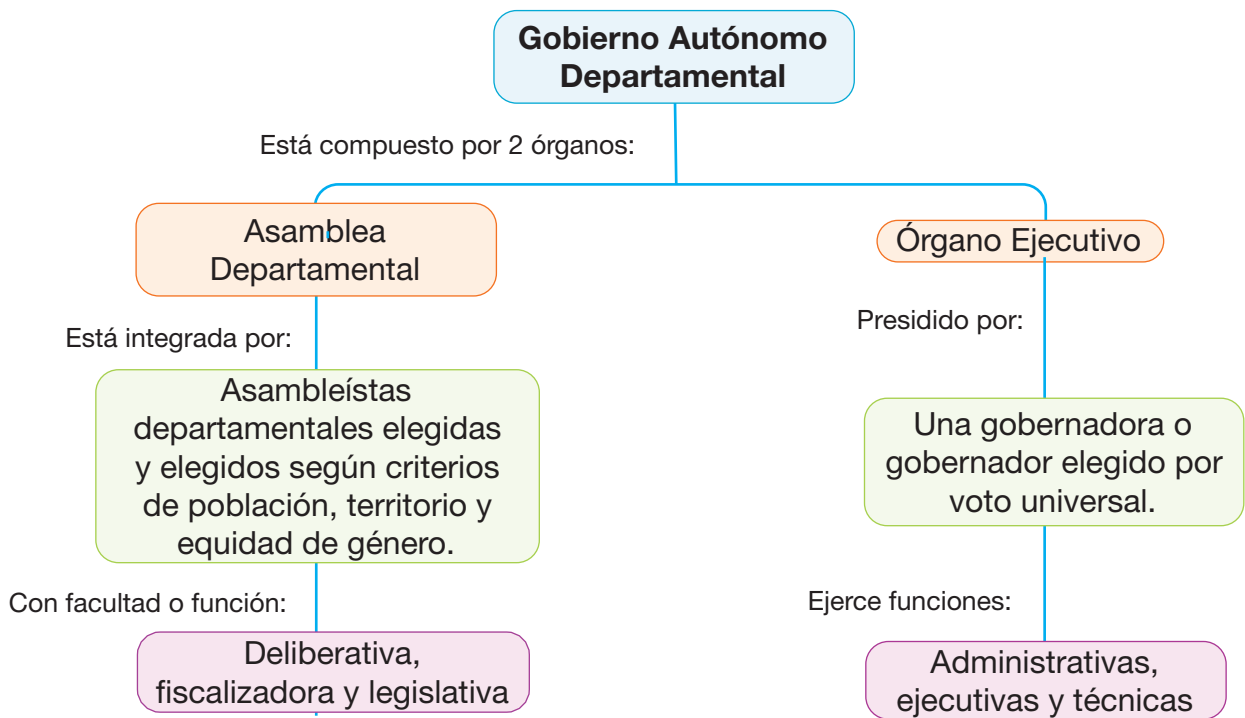 Gobierno Autónomo
Departamental
Está compuesto por 2 órganos:
Asamblea
Departamental
Está integrada por:
Asambleístas
departamentales elegidas
y elegidos según criterios
de población, territorio y
equidad de género.
Con facultad o función:
Deliberativa,
fiscalizadora y legislativa
Órgano Ejecutivo
Presidido por:
Una gobernadora o
gobernador elegido por
voto universal.
Ejerce funciones:
Administrativas,
ejecutivas y técnicas